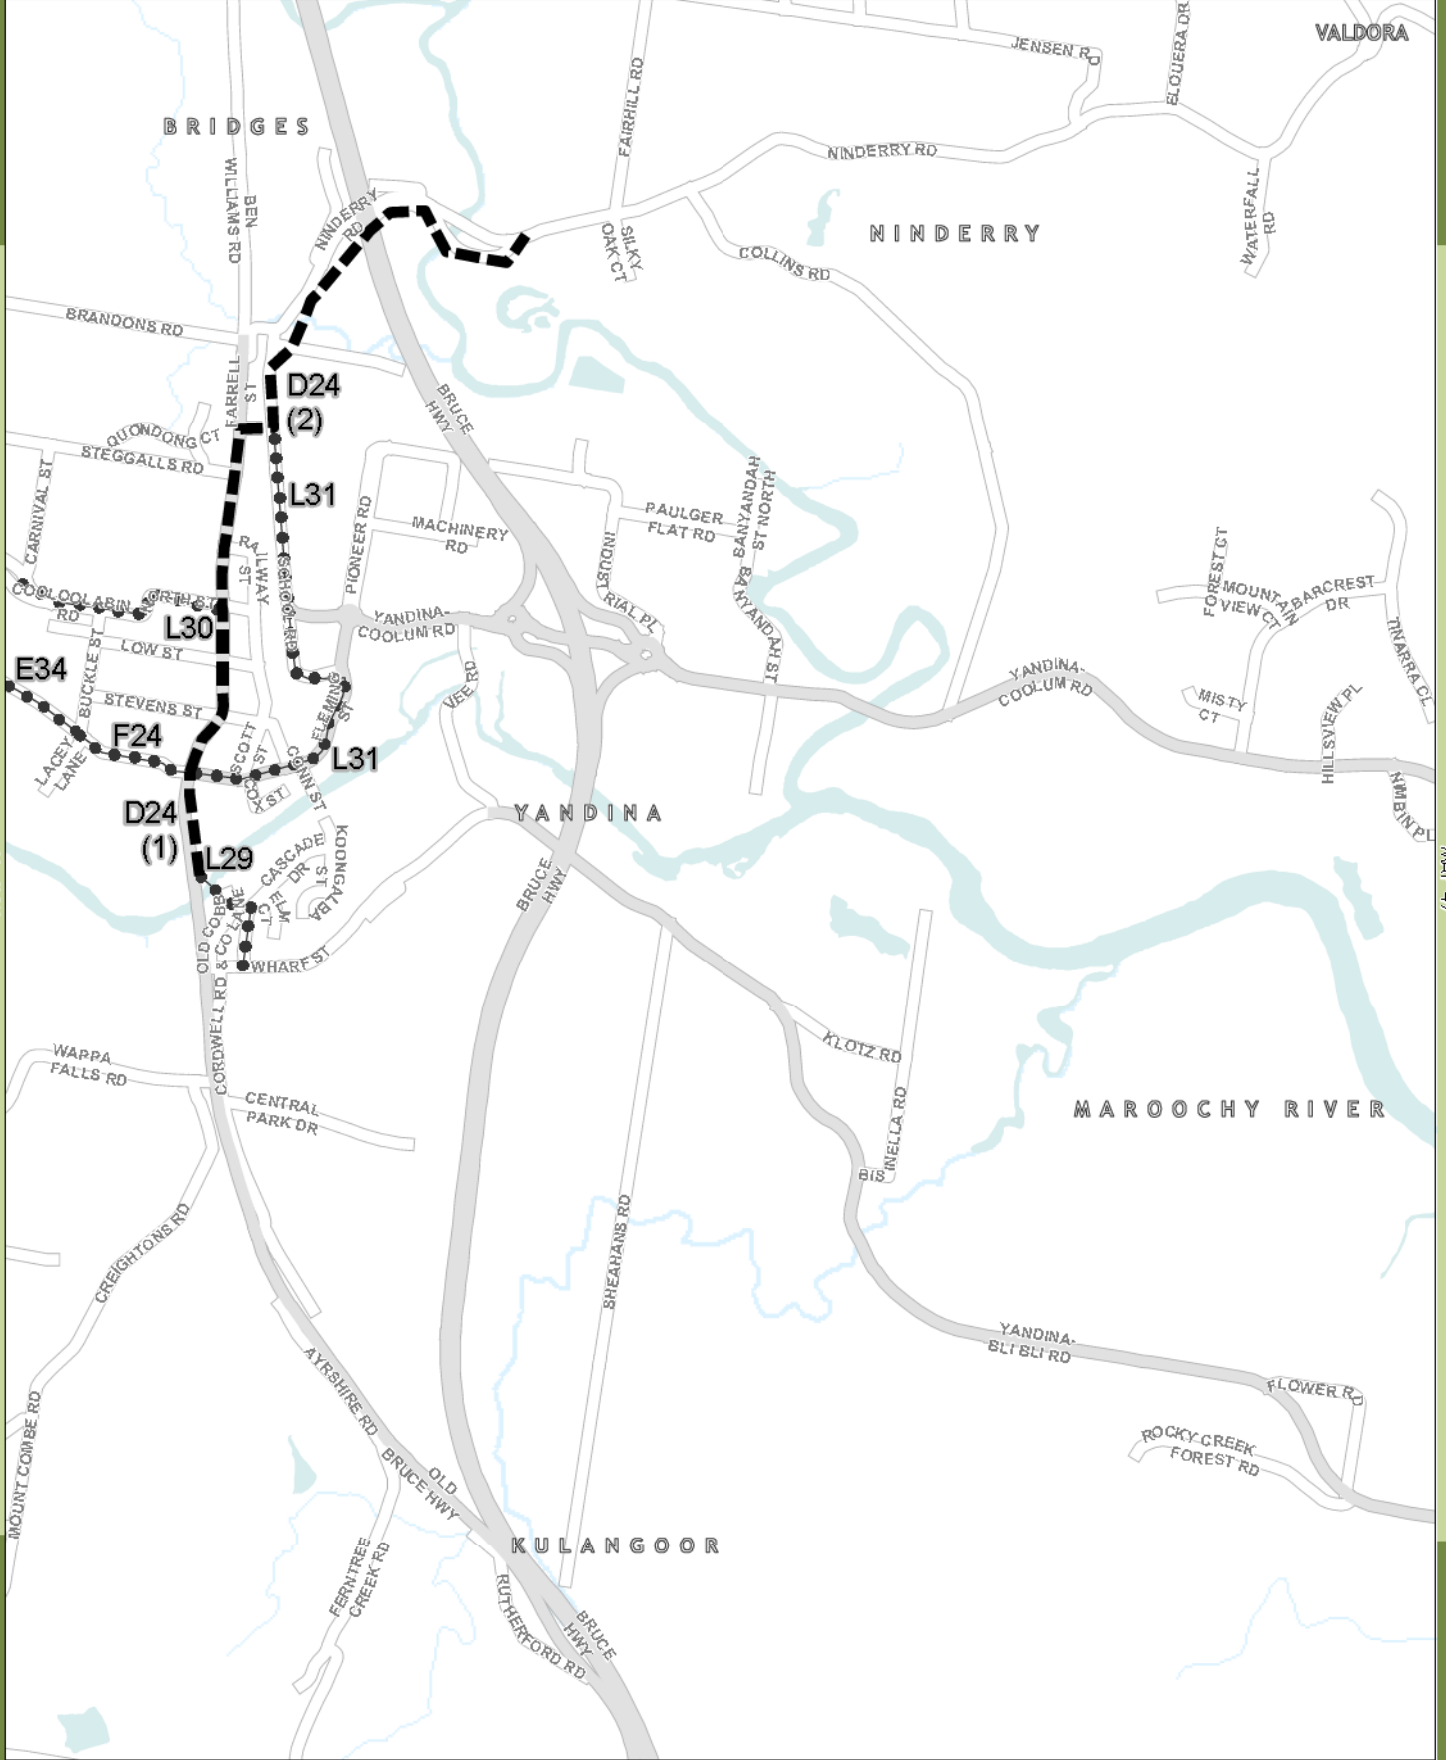 VALDORA
JENSEN RD
ELOUERA DR
FAIRHILL RD
BRIDGES
NINDERRY RD
WILLIAMS RD
BEN
NINDERRY
RD
WATERFALL
RD
NINDERRY
SILKY
OAK CT
COLLINS RD
BRANDONS RD
FARRELL
ST
D24
(2)
BRUCE
HWY
QUONDONG CT
STEGGALLS RD
CARNIVAL ST
L31
PIONEER RD
MACHINERY
RD
PAULGER
FLAT RD
BANYANDAH
ST NORTH
INDUSTRIAL PL
BANYANDAH ST
RAILWAY
ST
SCHOOL RD
FOREST CT
MOUNTAIN
VIEW CT
BARCREST
DR
TINARRA CL
COOLOOLABIN
RD
NORTH ST
L30
YANDINA-
COOLUM RD
LOW ST
E34
BUCKLE ST
STEVENS ST
VEE RD
FLEMING
ST
YANDINA-
COOLUM RD
MISTY
CT
HILLSVIEW PL
NIMBIN PL
F24
LACEY
LANE
SCOTT
ST
CONN ST
L31
COX ST
D24
(1)
YANDINA
L29
CASCADE
DR
KOONGALBA
ST
ELM
CT
OLD COBB
& CO LANE
BRUCE
HWY
WHARF ST
CORDWELL RD
KLOTZ RD
WAPPA
FALLS RD
CENTRAL
PARK DR
BISINELLA RD
MAROOCHY RIVER
CREIGHTONS RD
SHEAHANS RD
YANDINA-
BLI BLI RD
AYRSHIRE RD
FLOWER RD
MOUNT COMBE RD
OLD
BRUCE HWY
ROCKY CREEK
FOREST RD
KULANGOOR
FERNTREE
CREEK RD
RUTHERFORD RD
BRUCE
HWY